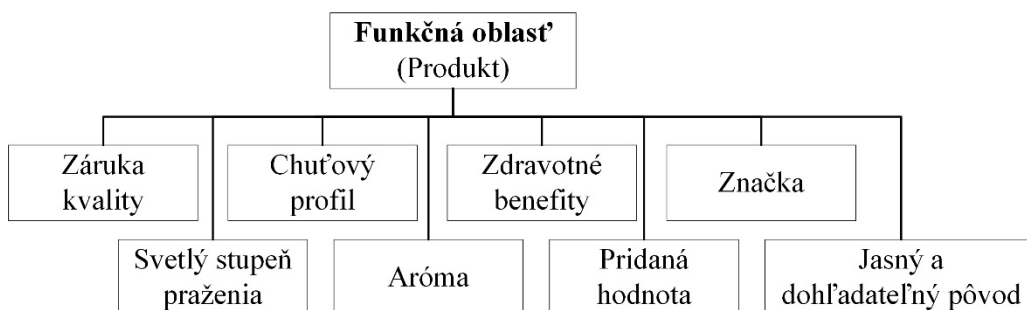 Funkčná oblasť
(Produkt)
Záruka
kvality
Chuťový
profil
Zdravotné
benefity
Značka
Svetlý stupeň
praženia
Aróma
Pridaná
hodnota
Jasný a
dohľadateľný pôvod